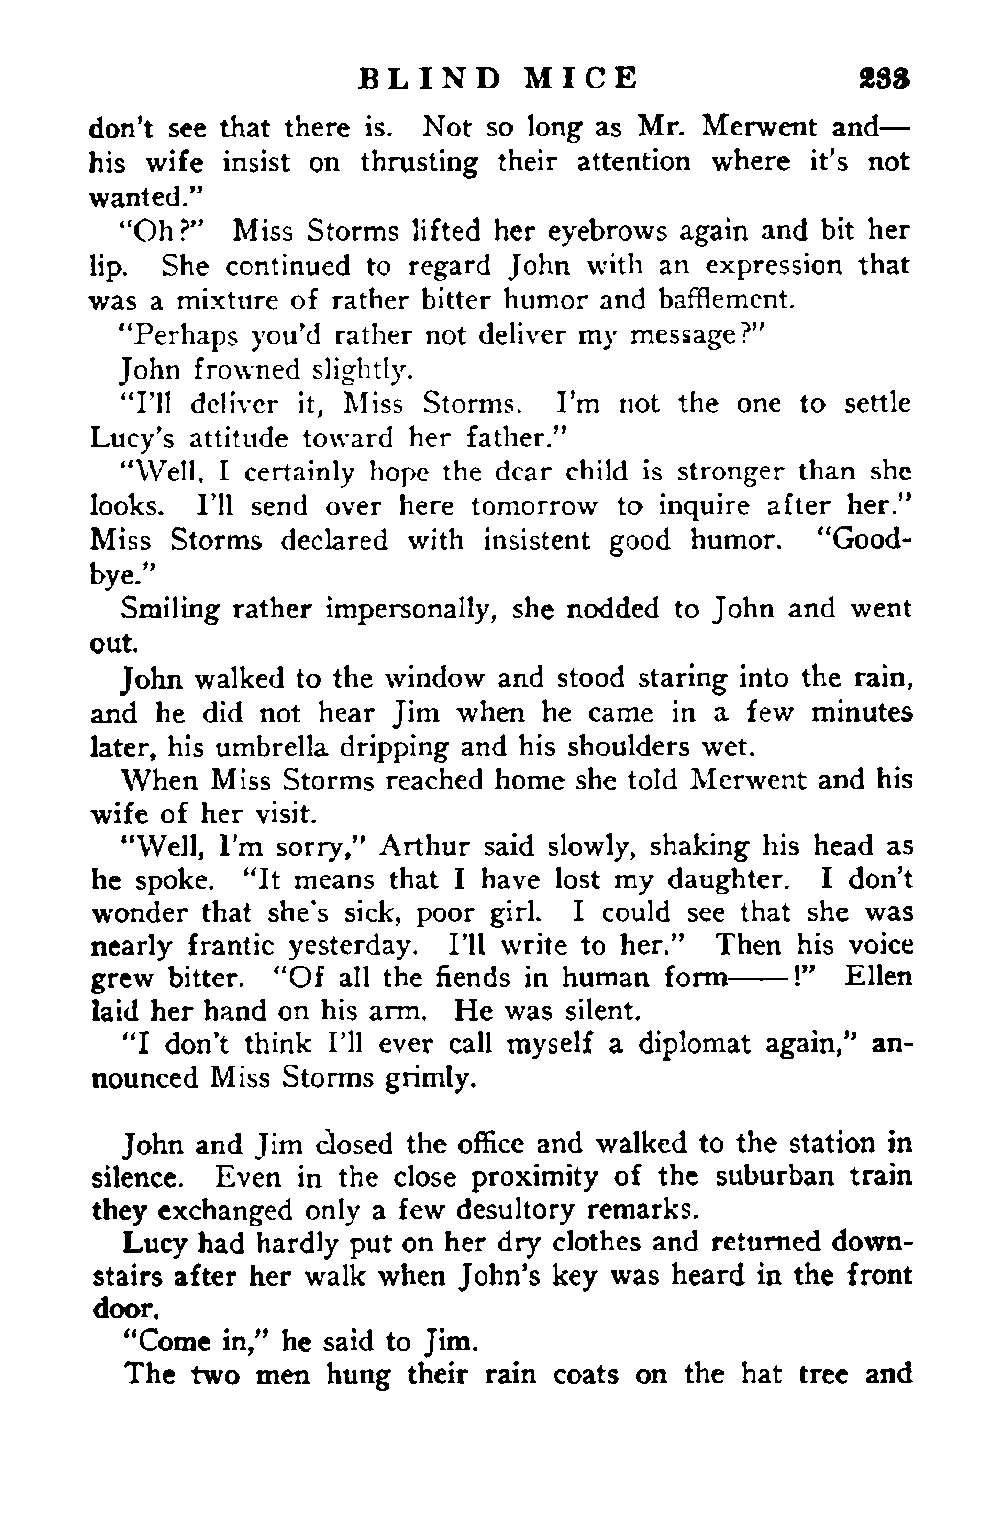 BLIND MICE 233
don't see that there is. Not so long as Mr. Merwent and—
his wife insist on thrusting their attention where it's not
wanted."
"Oh?" Miss Storms lifted her eyebrows again and bit her
lip. She continued to regard John with an expression that
was a mixture of rather bitter humor and bafflement.
"Perhaps you'd rather not deliver my message?"
John frowned slightly.
"I'll deliver it, Miss Storms. I'm not the one to settle
Lucy's attitude toward her father."
"Well, I certainly hope the dear child is stronger than she
looks. I'll send over here tomorrow to inquire after her."
Miss Storms declared with insistent good humor. "Good-
bye."
Smiling rather impersonally, she nodded to John and went
out.
John walked to the window and stood staring into the rain,
and he did not hear Jim when he came in a few minutes
later, his umbrella dripping and his shoulders wet.
When Miss Storms reached home she told Merwent and his
wife of her visit.
"Well, I'm sorry," Arthur said slowly, shaking his head as
he spoke. "It means that I have lost my daughter. I don't
wonder that she's sick, poor girl. I could see that she was
nearly frantic yesterday. I'll write to her." Then his voice
grew bitter. "Of all the fiends in human form——!" Ellen
laid her hand on his arm. He was silent.
"I don't think I'll ever call myself a diplomat again," an-
nounced Miss Storms grimly.
John and Jim closed the office and walked to the station in
silence. Even in the close proximity of the suburban train
they exchanged only a few desultory remarks.
Lucy had hardly put on her dry clothes and returned down-
stairs after her walk when John's key was heard in the front
door.
"Come in," he said to Jim.
The two men hung their rain coats on the hat tree and